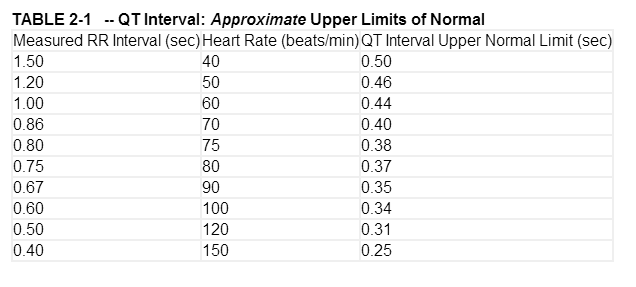 TABLE 2-1 -- QT Interval: Approximate Upper Limits of Normal
Measured RR Interval (sec) Heart Rate (beats/min) QT Interval Upper Normal Limit (sec)
1.50 40 0.50
1.20 50 0.46
1.00 60 0.44
0.86 70 0.40
0.80 75 0.38
0.75 80 0.37
0.67 90 0.35
0.60 100 0.34
0.50 120 0.31
0.40 150 0.25